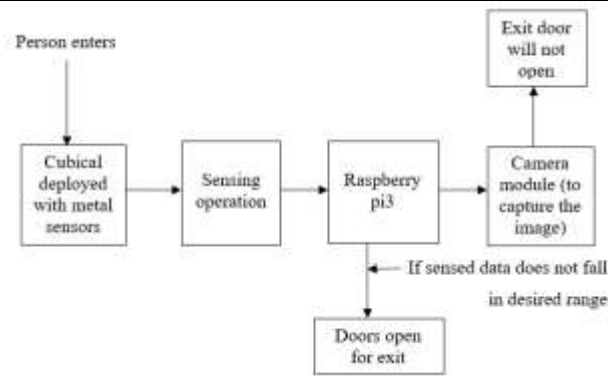 Exit door
will not
open
Person enters
Cubical
deployed
with metal
sensors
Sensing
operation
Raspberry
pi3
Camera
module (to
capture the
image)
If sensed data does not fall
in desired range
Doors open
for exit